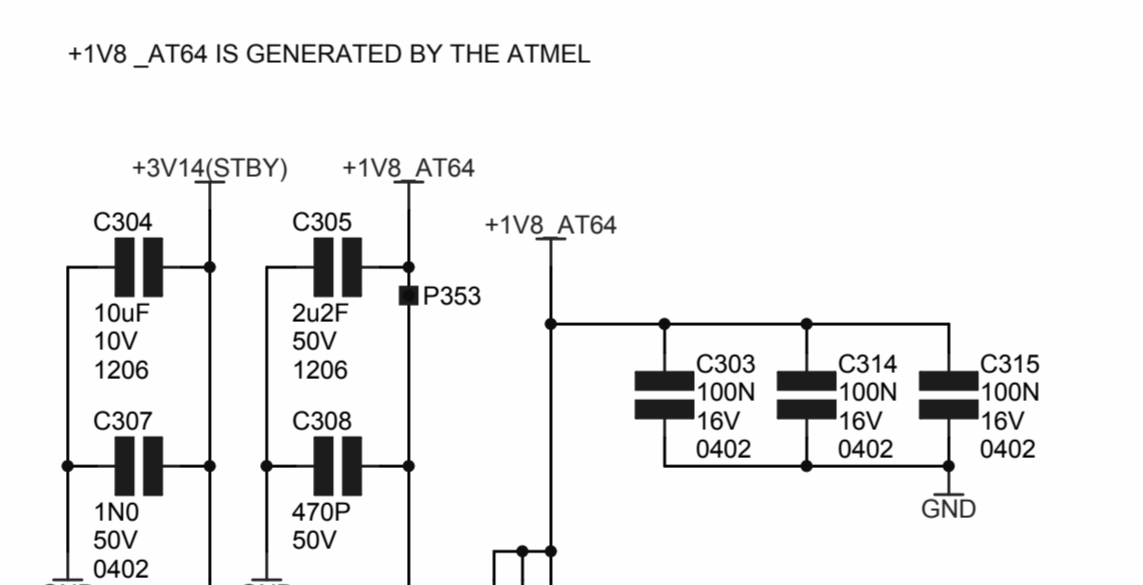 +1V8 _AT64 IS GENERATED BY THE ATMEL
+3V14(STBY)
+1V8_AT64
+1V8_AT64
C304
10uF
10V
1206
C305
2u2F
50V
1206
P353
C303
100N
16V
0402
C314
100N
16V
0402
C315
100N
16V
0402
C307
1N0
50V
0402
C308
470P
50V
GND